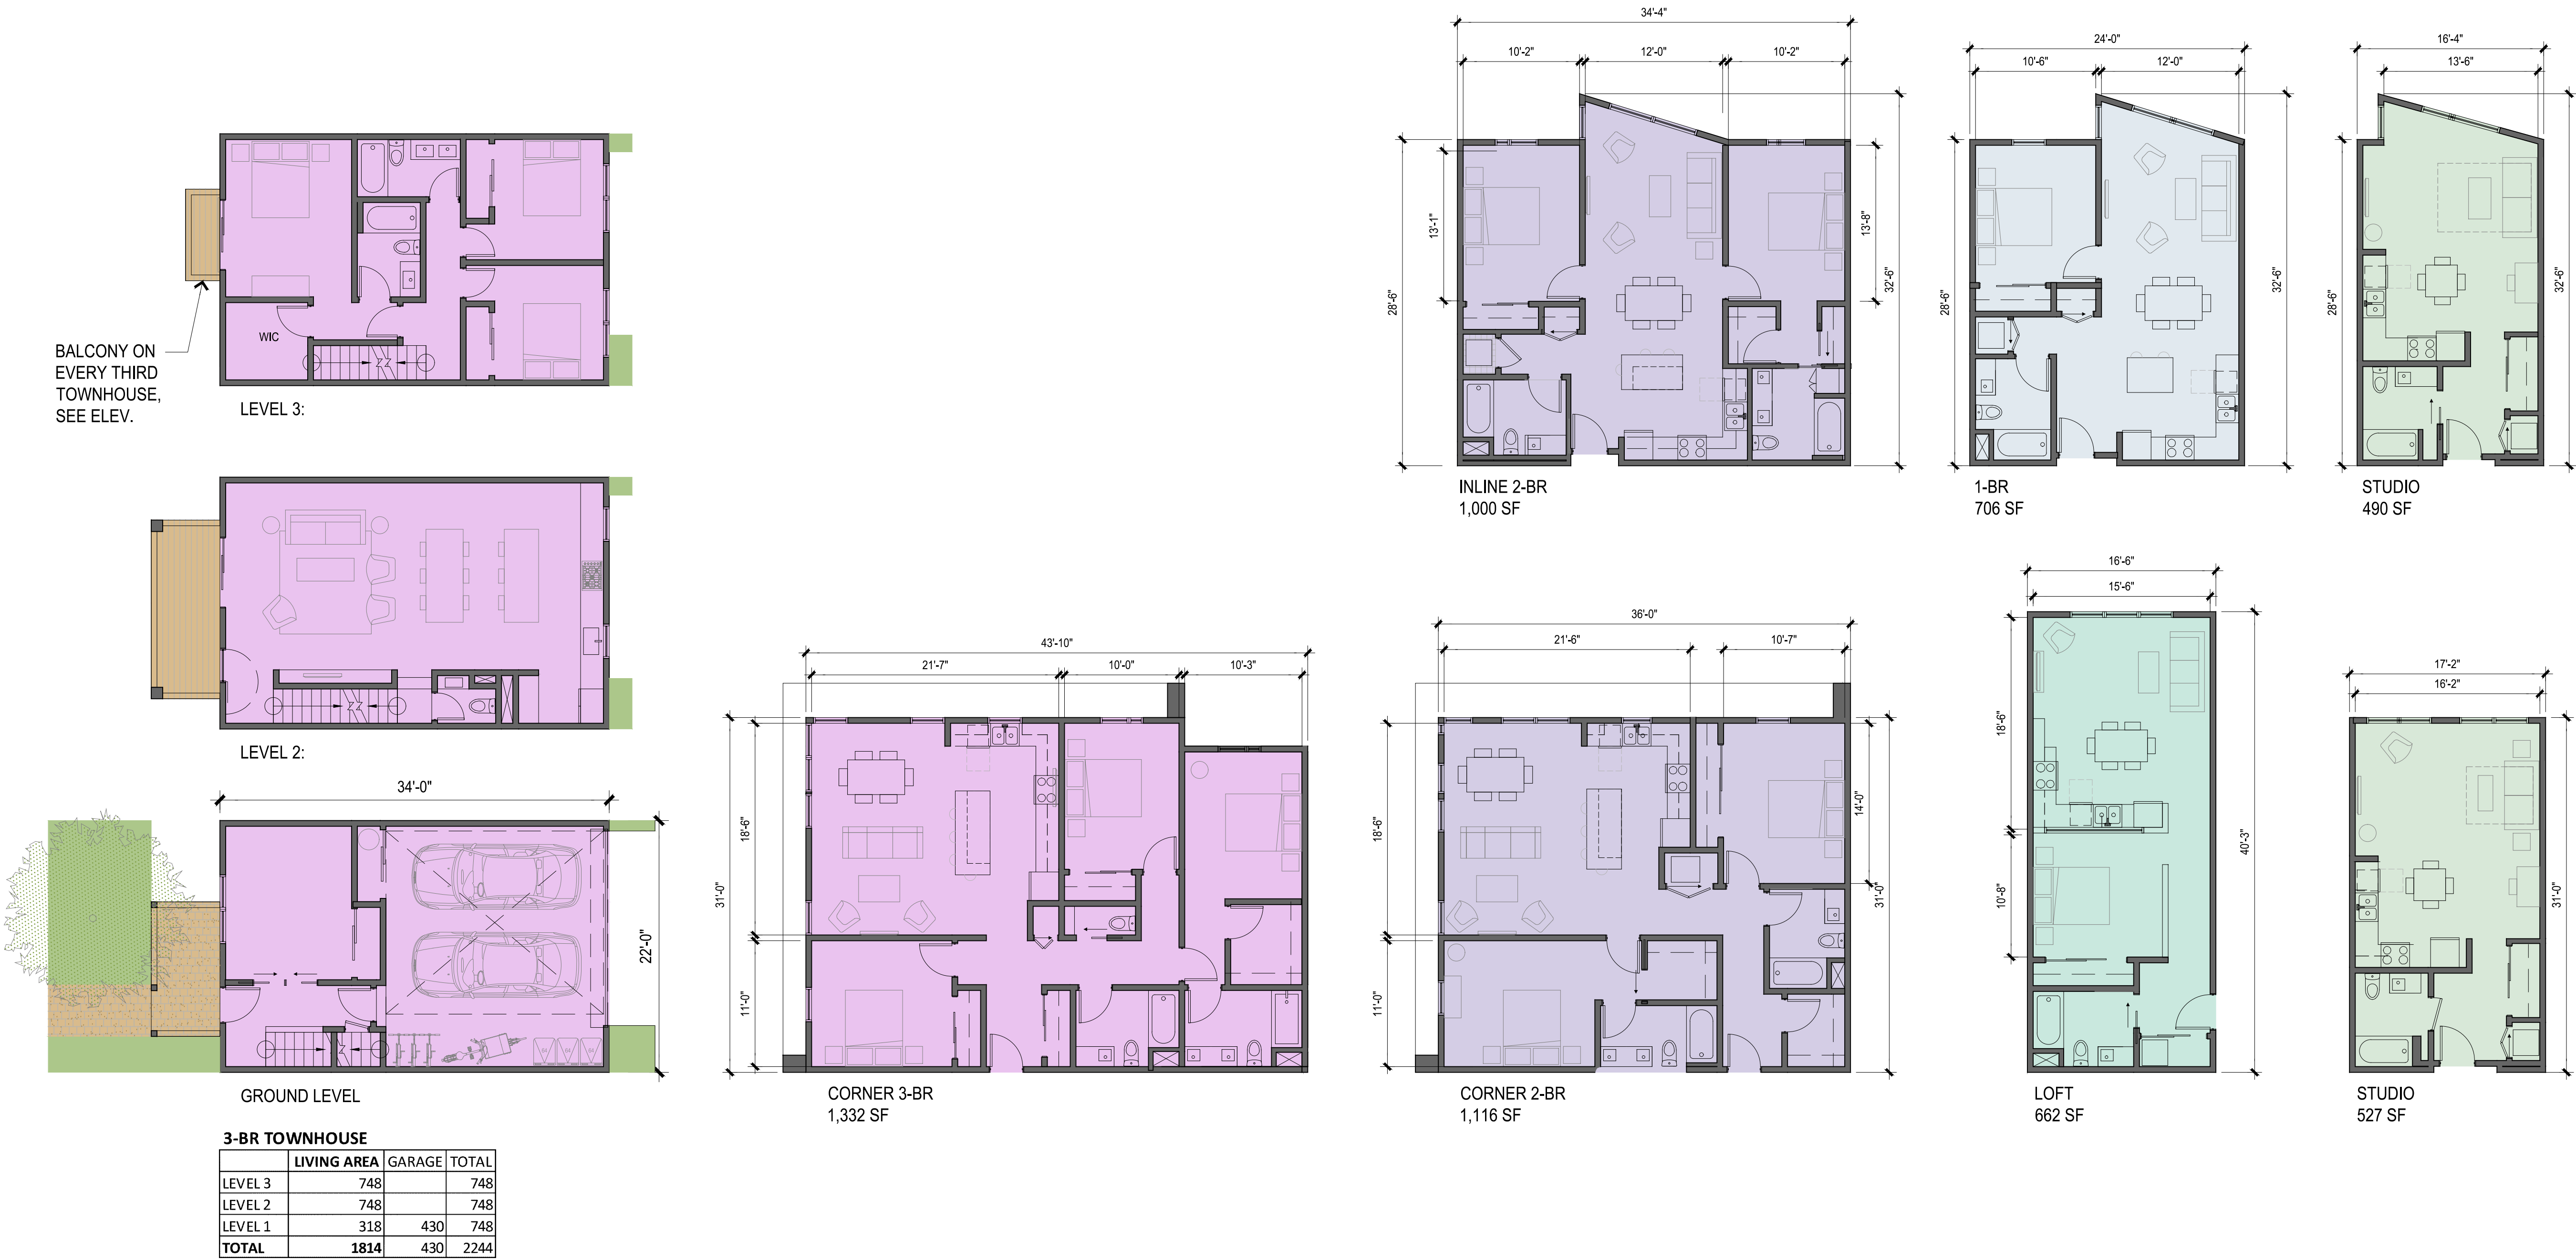 34'-4"
10'-2"
12'-0"
10'-2"
13'-1"
28'-6"
13'-8"
32'-6"
INLINE 2-BR
1,000 SF
24'-0"
10'-6"
12'-0"
28'-6"
32'-6"
1-BR
706 SF
16'-4"
13'-6"
28'-6"
32'-6"
STUDIO
490 SF
WIC
BALCONY ON
EVERY THIRD
TOWNHOUSE,
SEE ELEV.
LEVEL 3:
LEVEL 2:
34'-0"
22'-0"
GROUND LEVEL
43'-10"
21'-7"
10'-0"
10'-3"
18'-6"
31'-0"
11'-0"
CORNER 3-BR
1,332 SF
36'-0"
21'-6"
10'-7"
18'-6"
14'-0"
31'-0"
11'-0"
CORNER 2-BR
1,116 SF
16'-6"
15'-6"
18'-6"
40'-3"
10'-8"
LOFT
662 SF
17'-2"
16'-2"
31'-0"
STUDIO
527 SF
3-BR TOWNHOUSE
LIVING AREA GARAGE TOTAL
LEVEL 3 748 748
LEVEL 2 748 748
LEVEL 1 318 430 748
TOTAL 1814 430 2244